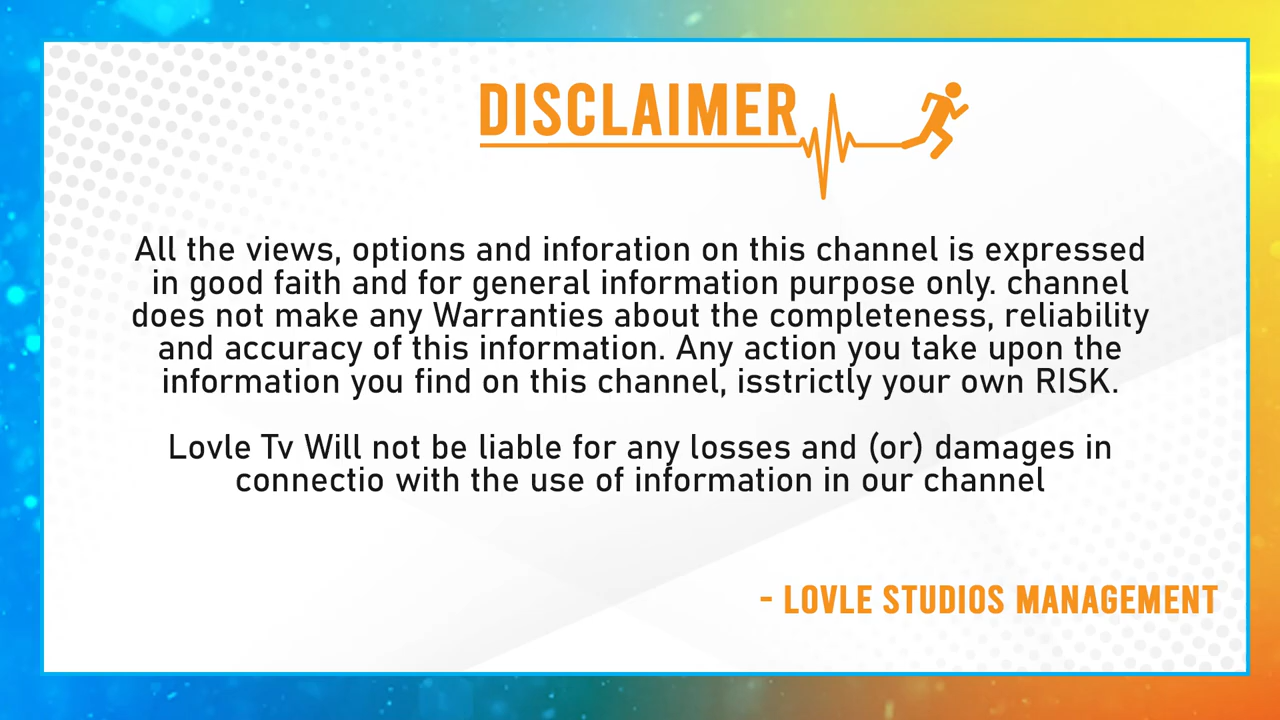 DISCLAIMER
All the views, options and inforation on this channel is expressed
in good faith and for general information purpose only. channel
does not make any Warranties about the completeness, reliability
and accuracy of this information. Any action you take upon the
information you find on this channel, isstrictly your own RISK.
Lovle Tv Will not be liable for any losses and (or) damages in
connectio with the use of information in our channel
- LOVLE STUDIOS MANAGEMENT